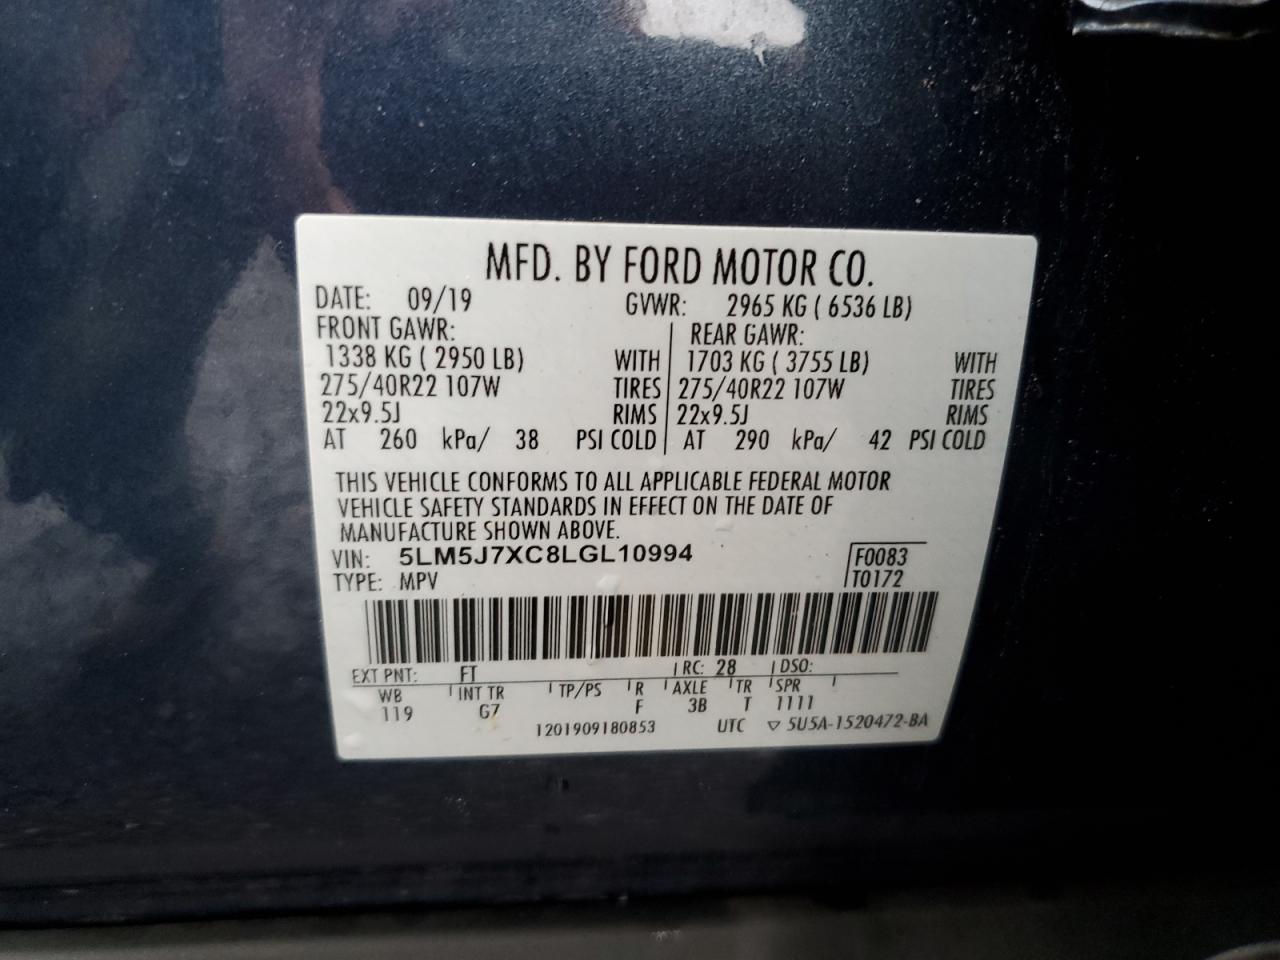 MFD. BY FORD MOTOR CO.
DATE: 09/19 GVWR: 2965 KG ( 6536 LB)
FRONT GAWR: REAR GAWR:
1338 KG ( 2950 LB) WITH 1703 KG ( 3755 LB) WITH
275/40R22 107W TIRES 275/40R22 107W TIRES
22x9.5J RIMS 22x9.5J RIMS
AT 260 kPa/ 38 PSI COLD AT 290 kPa/ 42 PSI COLD
THIS VEHICLE CONFORMS TO ALL APPLICABLE FEDERAL MOTOR
VEHICLE SAFETY STANDARDS IN EFFECT ON THE DATE OF
MANUFACTURE SHOWN ABOVE.
VIN: 5LM5J7XC8LGL10994 F0083
TYPE: MPV T0172
EXT PNT: FT RC: 28 DSO:
WB INT TR TP/PS R AXLE TR SPR
119 G7 F 3B T 1111
1201909180853 UTC ▽ 5U5A-1520472-BA